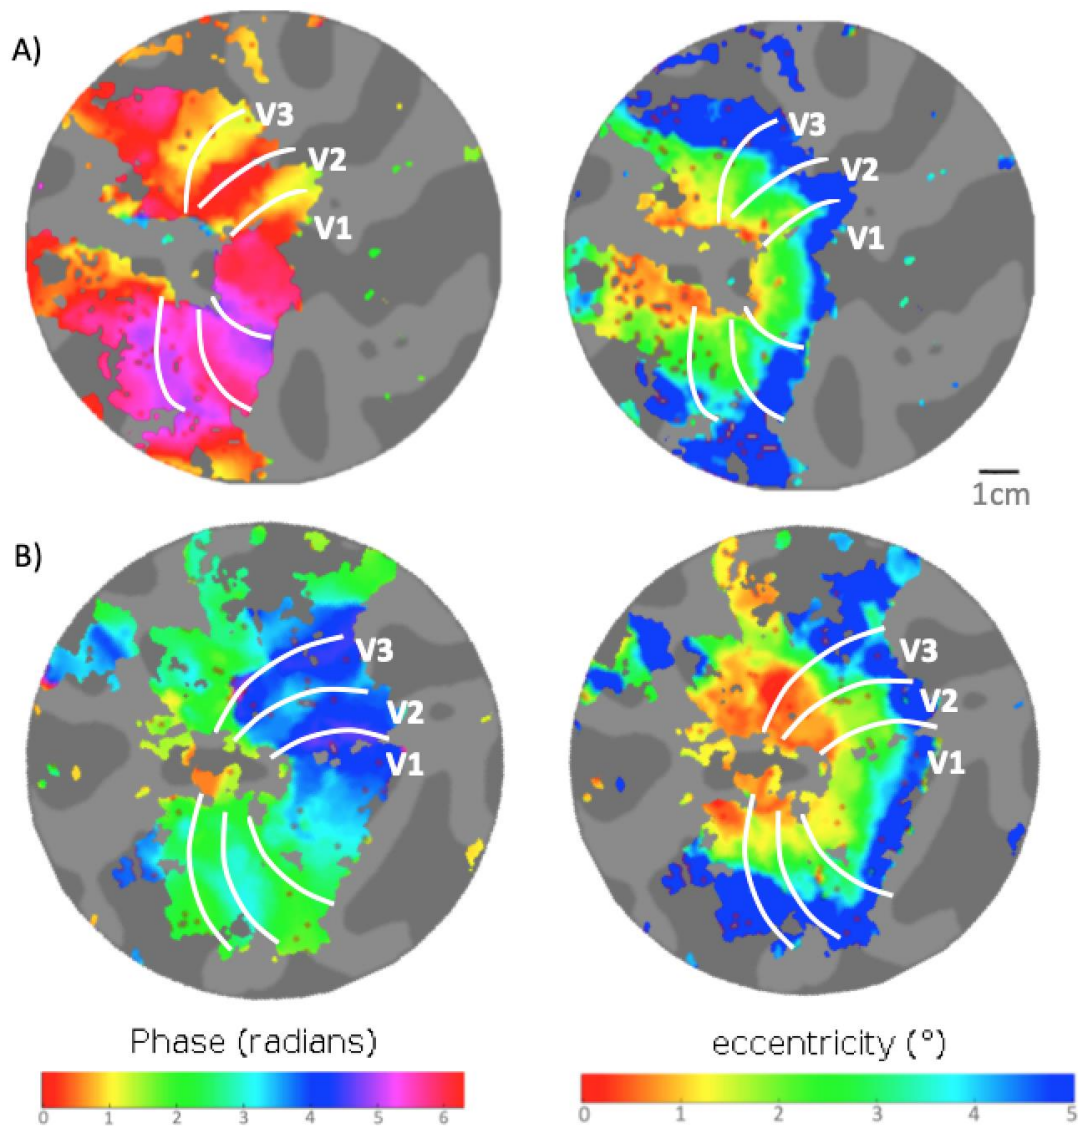 A)
V3
V2
V1
V3
V2
V1
1cm
B)
V3
V2
V1
V3
V2
V1
Phase (radians)
eccentricity (°)
0 1 2 3 4 5 6
0 1 2 3 4 5